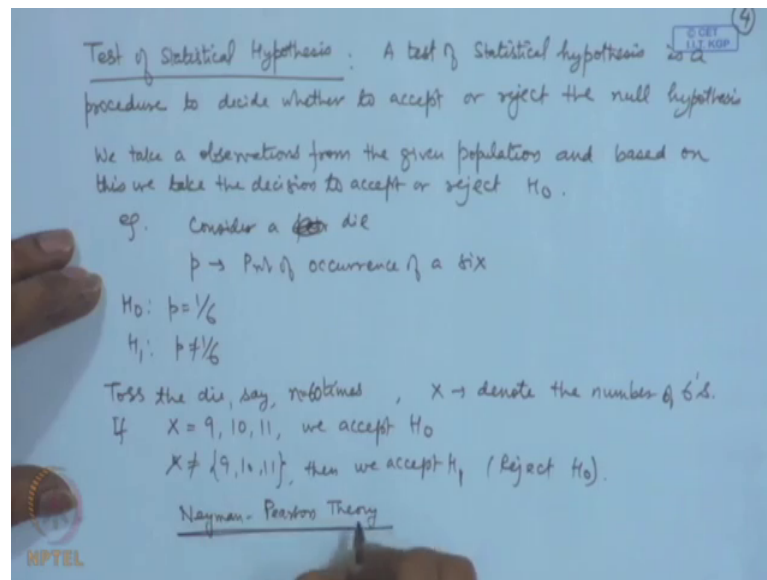 4
© CET
I.I.T. KGP
Test of Statistical Hypothesis : A test of Statistical hypothesis is a
procedure to decide whether to accept or reject the null hypothesis
We take a observations from the given population and based on
this we take the decision to accept or reject H0.
eg. Consider a die
p → Prob of occurrence of a six
H0: p = 1/6
H1: p ≠ 1/6
Toss the die, say, n=60 times , X → denote the number of 6's.
If X = 9, 10, 11, we accept H0
X ≠ {9, 10, 11}, then we accept H1 (Reject H0).
Neyman - Pearson Theory
NPTEL